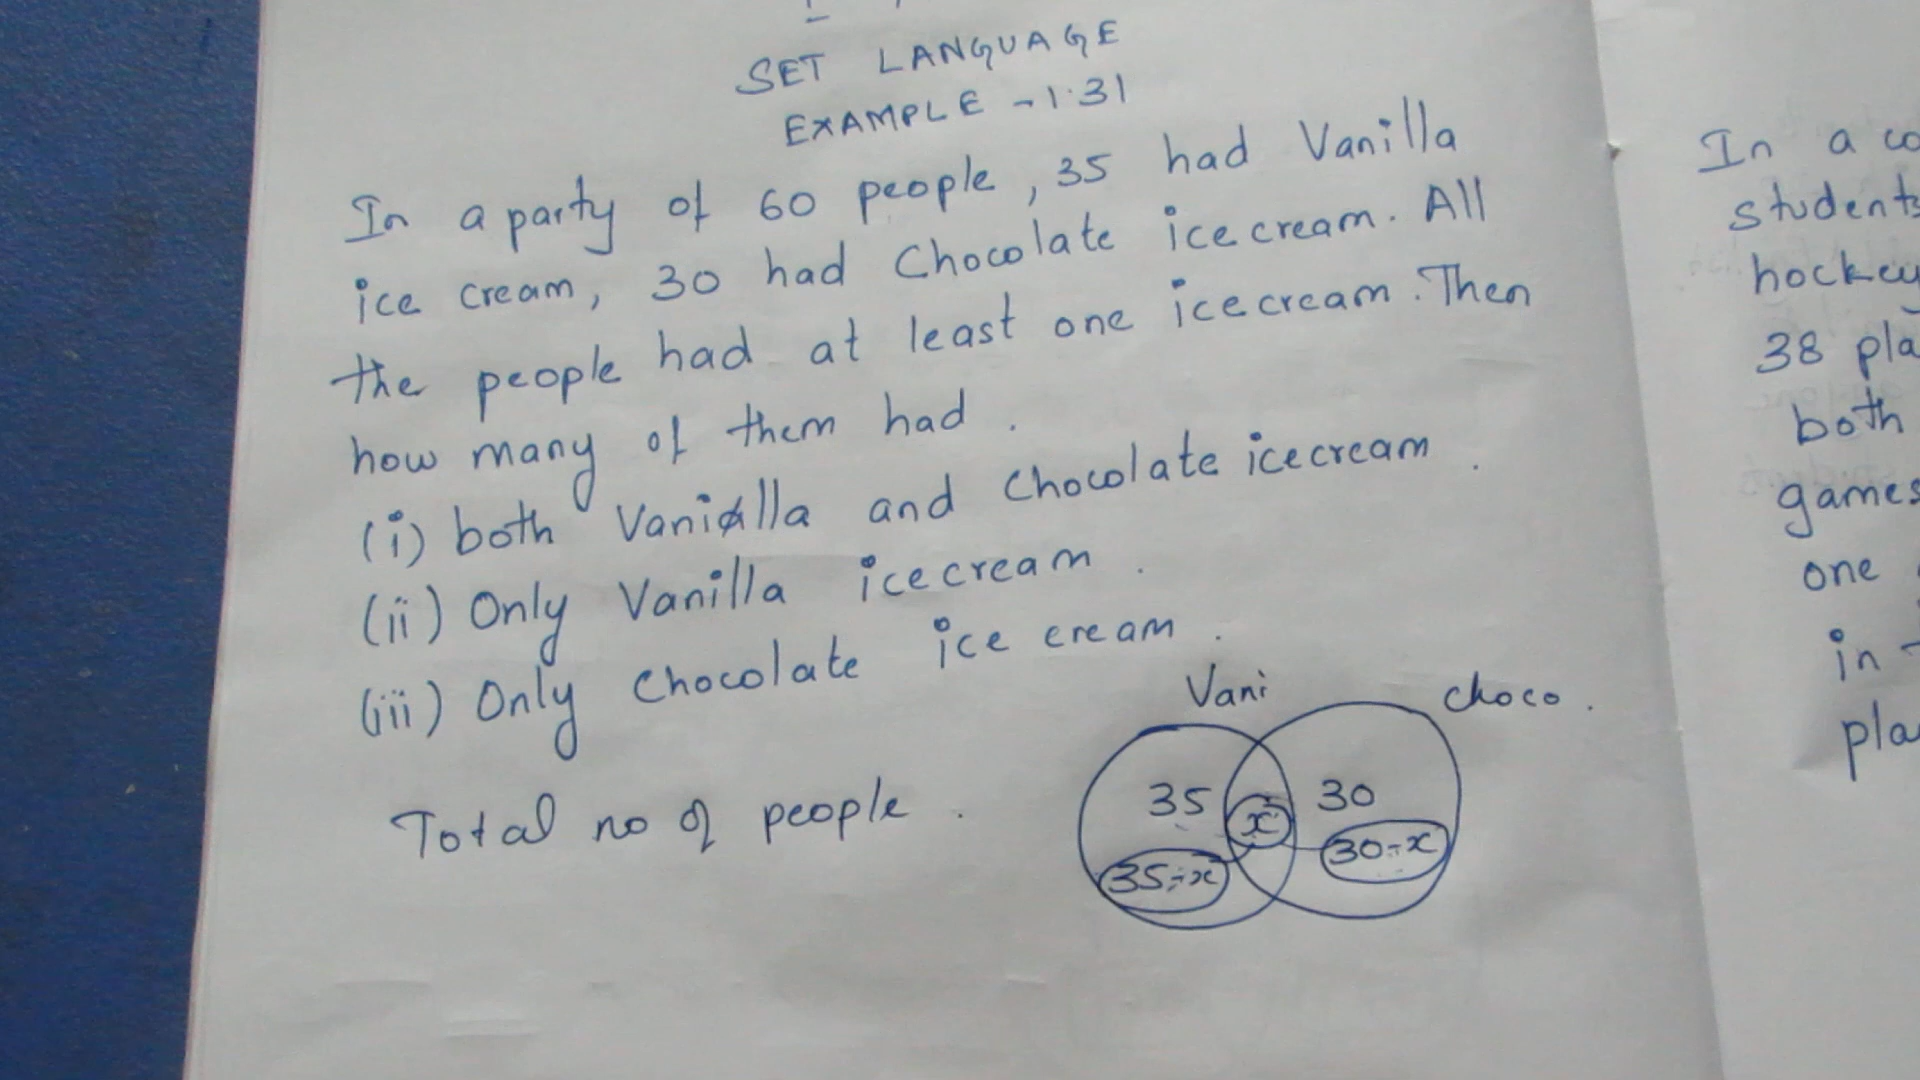 SET LANGUAGE
EXAMPLE - 1.31
In a party of 60 people, 35 had Vanilla
ice cream, 30 had Chocolate icecream. All
the people had at least one icecream. Then
how many of them had.
(i) both Vanialla and Chocolate icecream.
(ii) Only Vanilla icecream.
(iii) Only Chocolate ice cream.
Vani choco.
35 x 30
35-x 30-x
Total no of people.
In a co
students
hockey
38 pla
both
games
one
in
pla